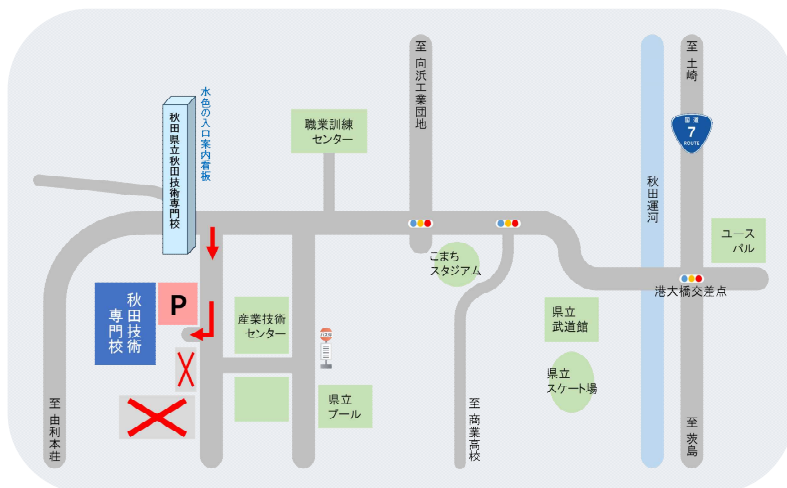 至 向浜工業団地
至 土崎
国道
7
ROUTE
水色の入口案内看板
秋田県立秋田技術専門校
職業訓練
センター
秋田運河
ユース
パル
こまち
スタジアム
港大橋交差点
秋田技術
専門校
P
産業技術
センター
バス停
県立
武道館
県立
スケート場
県立
プール
至 由利本荘
至 商業高校
至 茨島